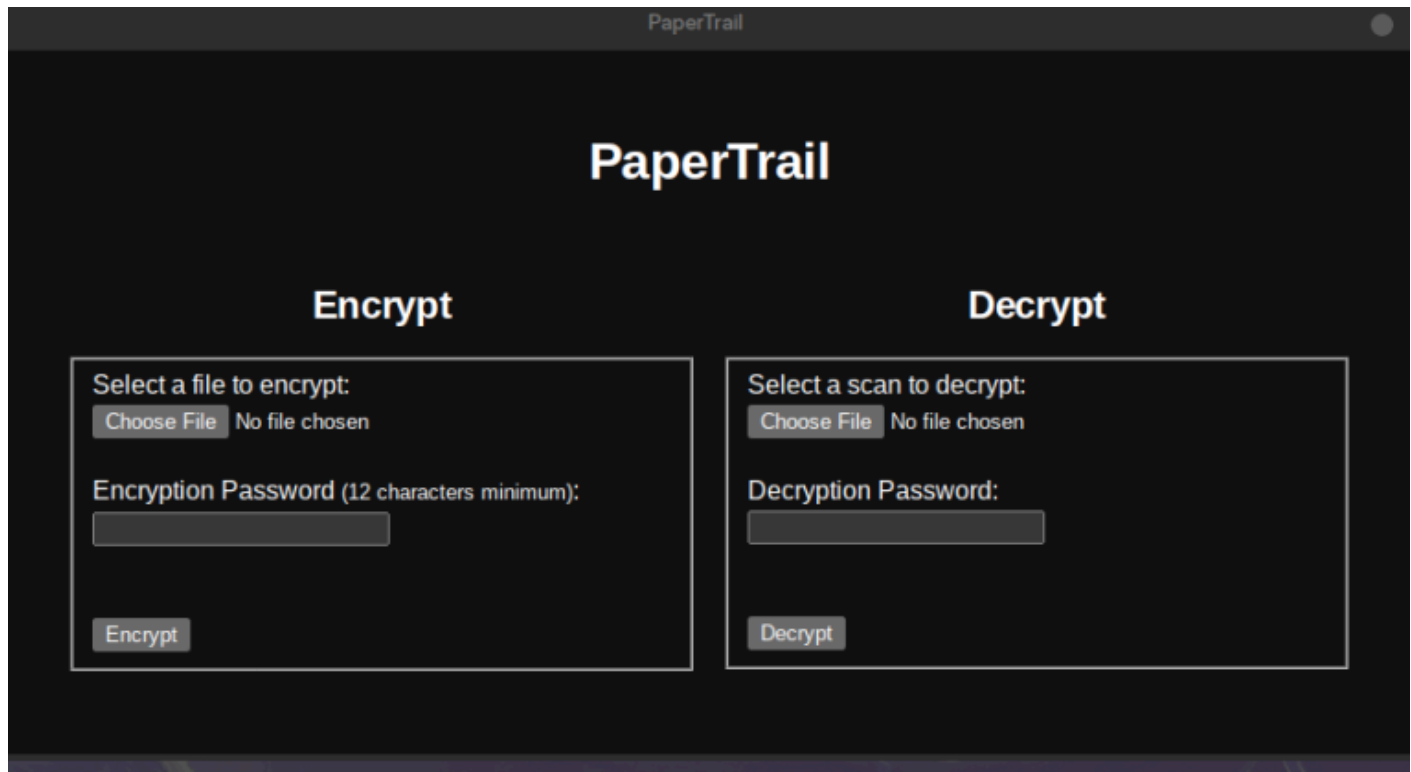 PaperTrail
PaperTrail
Encrypt
Select a file to encrypt:
Choose File No file chosen
Encryption Password (12 characters minimum):
Encrypt
Decrypt
Select a scan to decrypt:
Choose File No file chosen
Decryption Password:
Decrypt